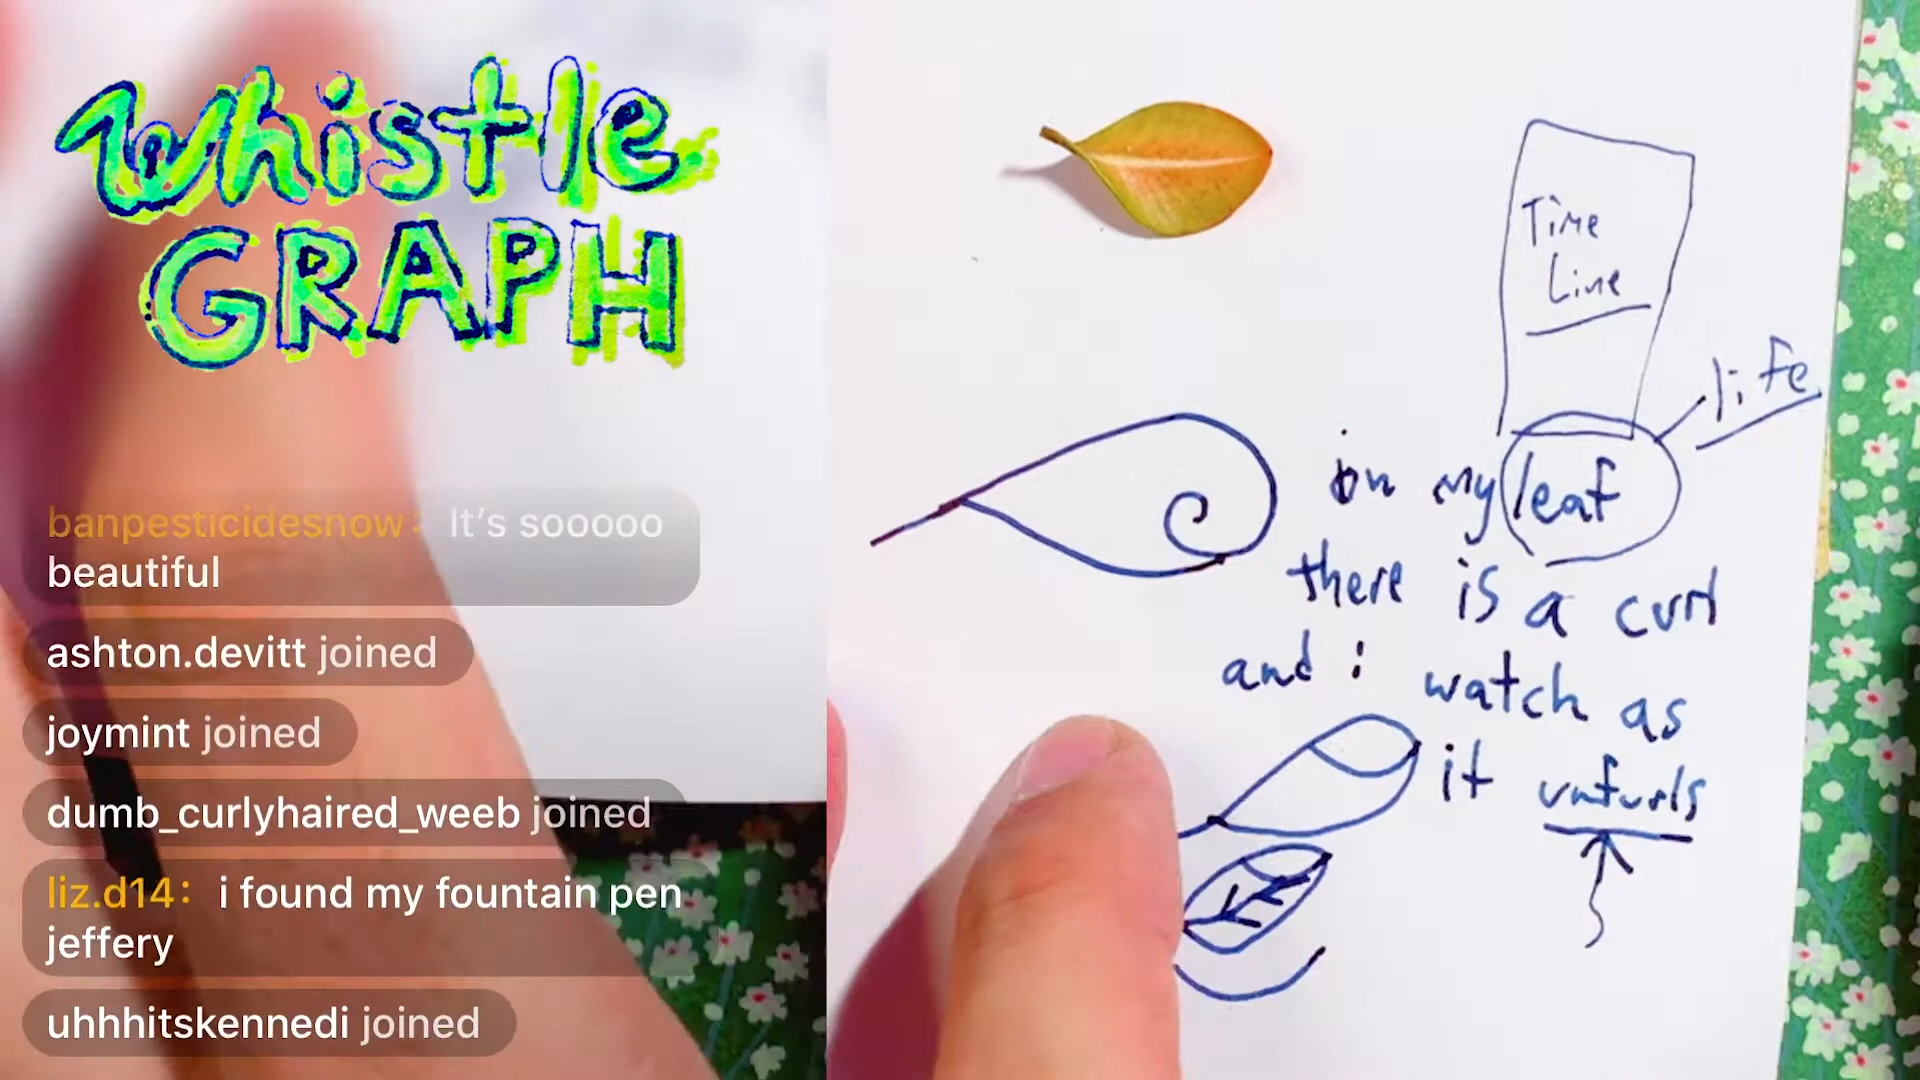 Whistle
GRAPH
banpesticidesnow: It's sooooo
beautiful
ashton.devitt joined
joymint joined
dumb_curlyhaired_weeb joined
liz.d14: i found my fountain pen
jeffery
uhhhitskennedi joined
Time
Line
life
on my leaf
there is a curl
and i watch as
it unfurls